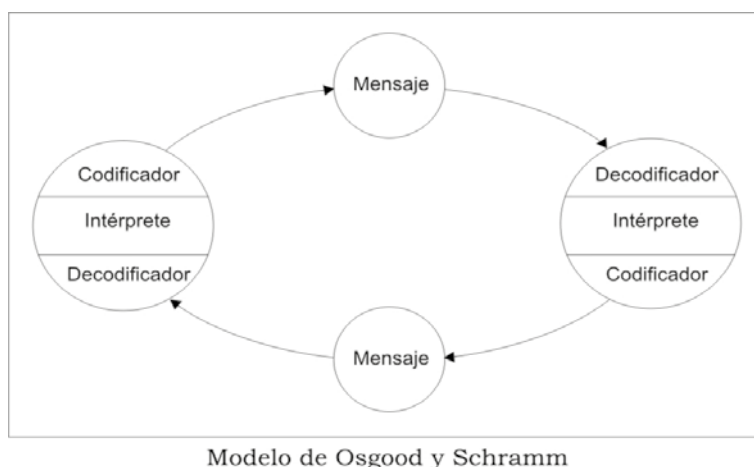 Mensaje
Codificador
Intérprete
Decodificador
Decodificador
Intérprete
Codificador
Mensaje
Modelo de Osgood y Schramm